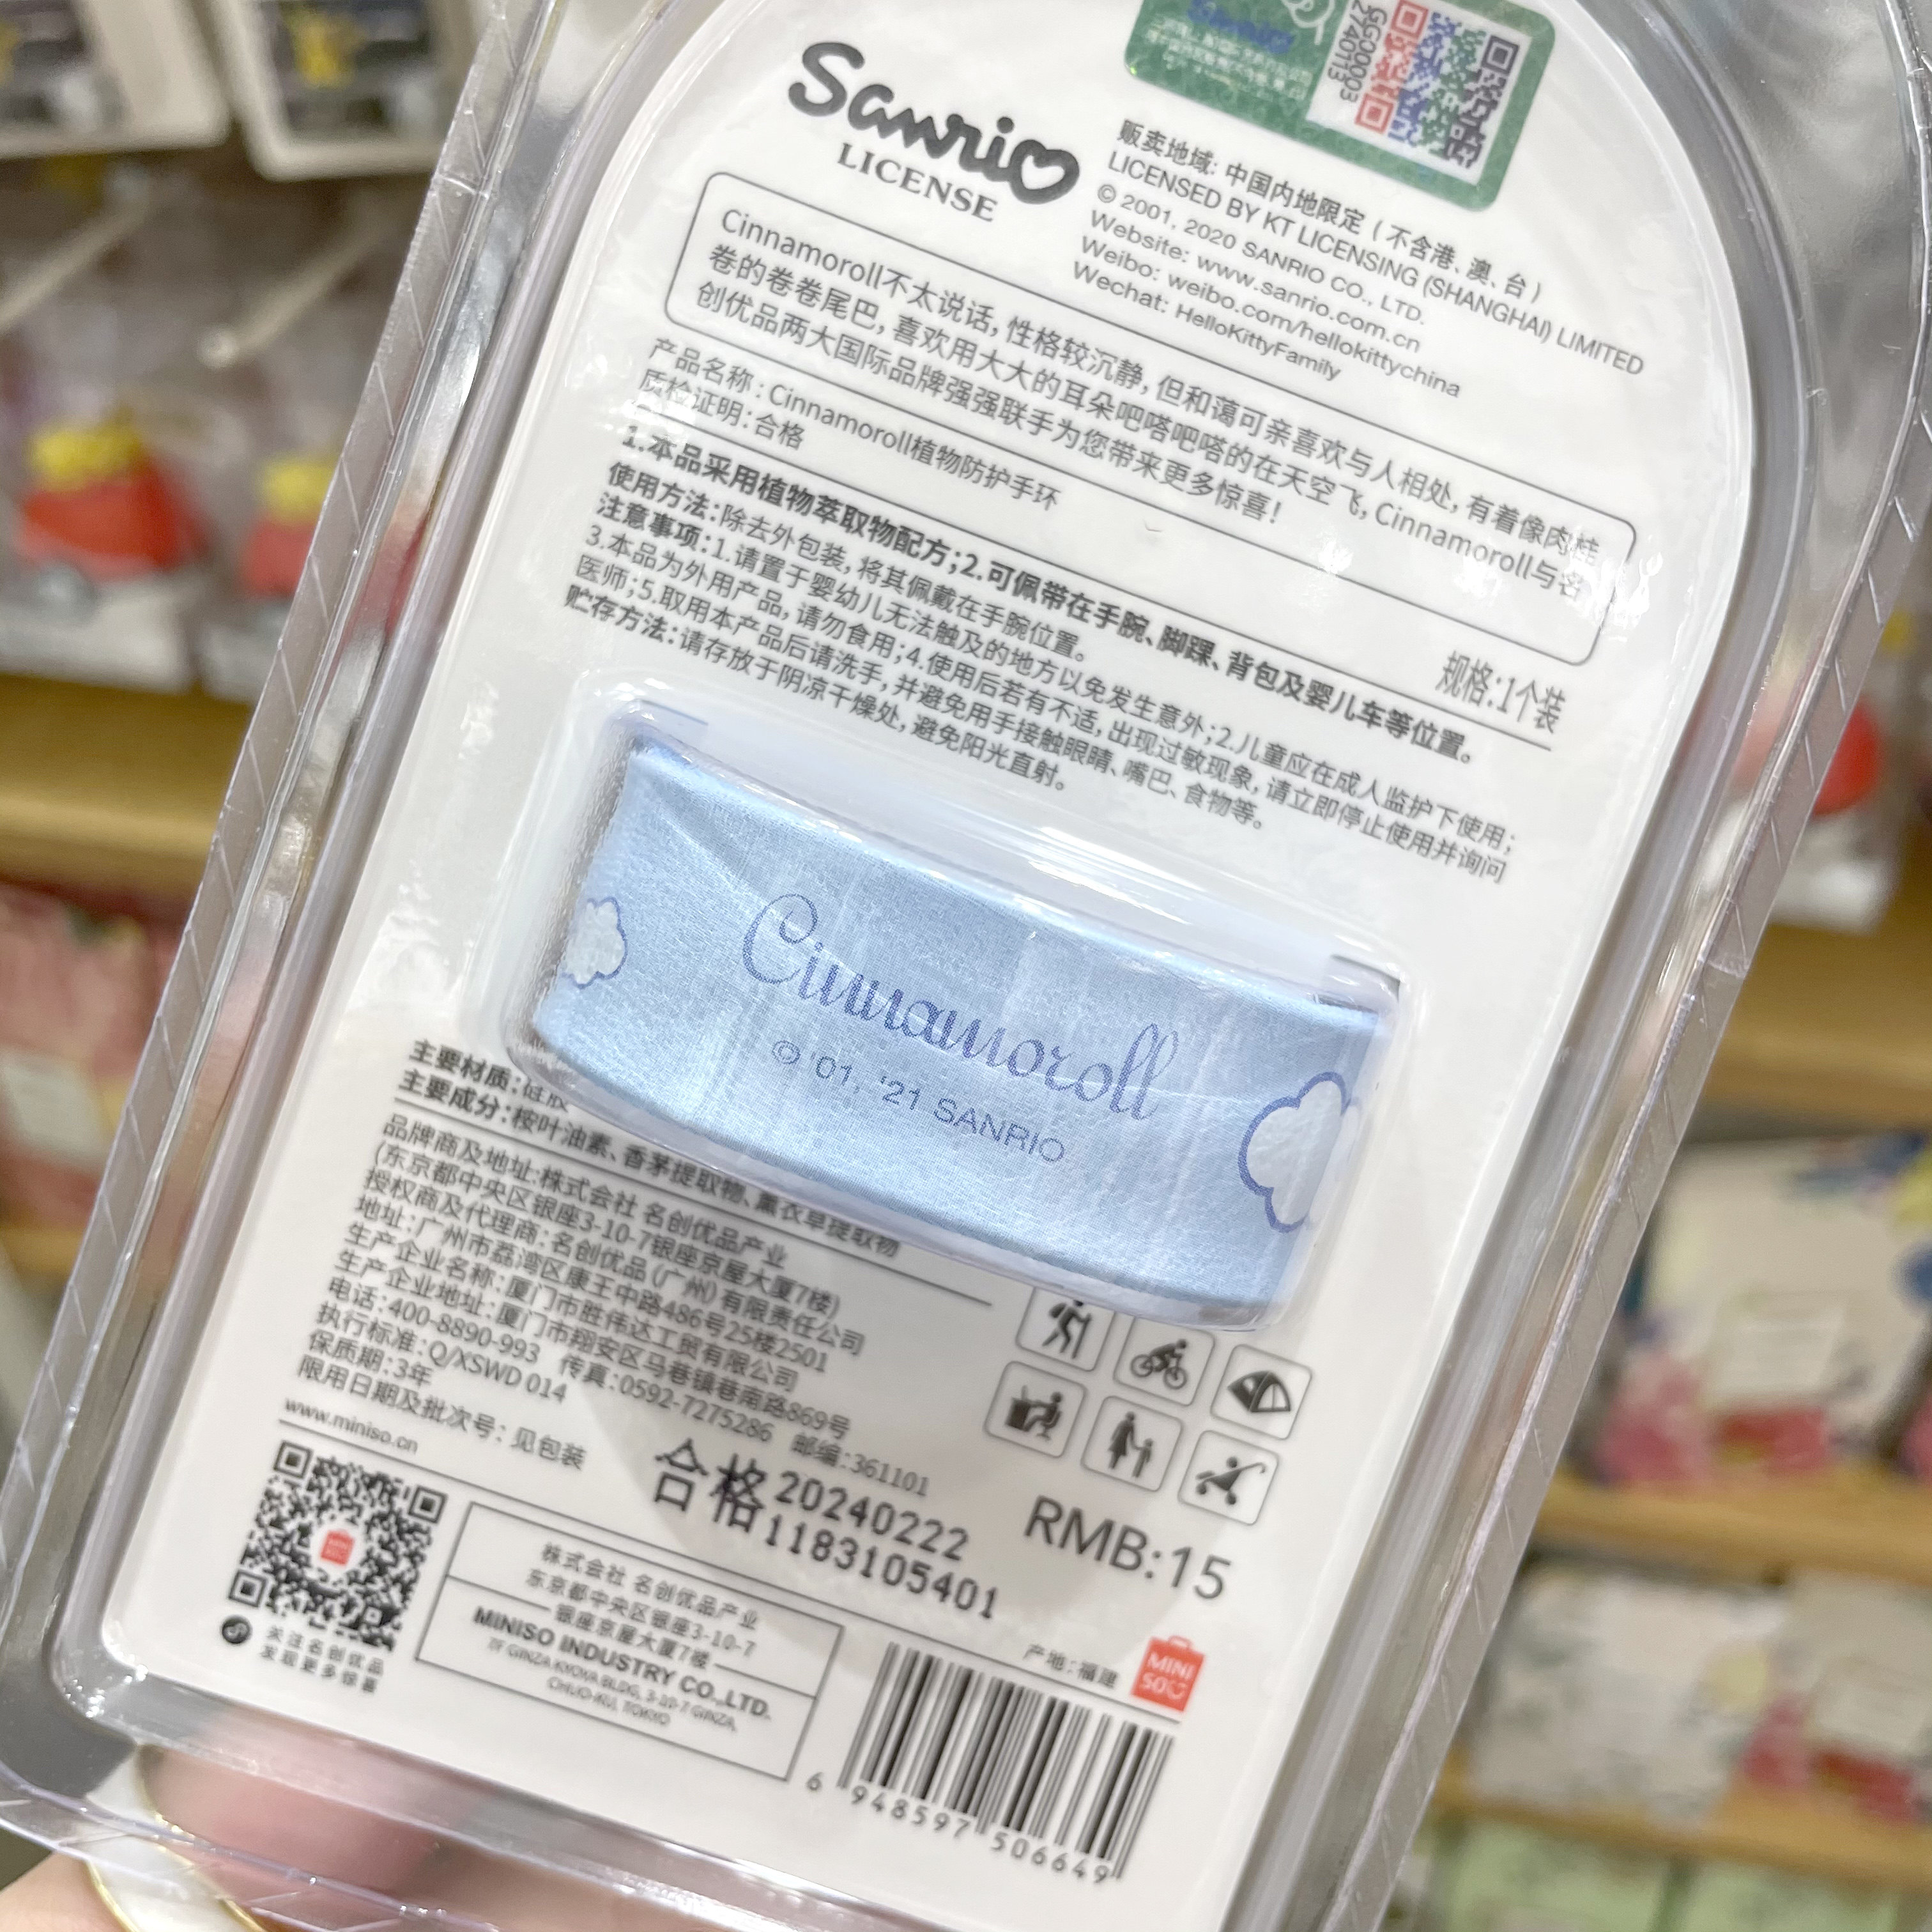 GG00003
2740113
Sanrio
LICENSE
贩卖地域: 中国内地限定 ( 不含港、澳、台 )
LICENSED BY KT LICENSING (SHANGHAI) LIMITED
© 2001, 2020 SANRIO CO., LTD.
Website: www.sanrio.com.cn
Weibo: weibo.com/hellokittychina
Wechat: HelloKittyFamily
Cinnamoroll不太说话, 性格较沉静, 但和蔼可亲喜欢与人相处, 有着像肉桂
卷的卷卷尾巴, 喜欢用大大的耳朵吧嗒吧嗒的在天空飞, Cinnamoroll与名
创优品两大国际品牌强强联手为您带来更多惊喜!
产品名称: Cinnamoroll植物防护手环
规格:1个装
质检证明:合格
1.本品采用植物萃取物配方;2.可佩带在手腕、脚踝、背包及婴儿车等位置。
使用方法:除去外包装, 将其佩戴在手腕位置。
注意事项:1.请置于婴幼儿无法触及的地方以免发生意外;2.儿童应在成人监护下使用;
3.本品为外用产品, 请勿食用;4.使用后若有不适, 出现过敏现象, 请立即停止使用并询问
医师;5.取用本产品后请洗手, 并避免用手接触眼睛、嘴巴、食物等。
贮存方法:请存放于阴凉干燥处, 避免阳光直射。
Cinnamoroll
© '01, '21 SANRIO
主要材质:硅胶
主要成分:桉叶油素、香茅提取物、薰衣草提取物
品牌商及地址:株式会社 名创优品产业
(东京都中央区银座3-10-7银座京屋大厦7楼)
授权商及代理商:名创优品(广州)有限责任公司
地址:广州市荔湾区康王中路486号25楼2501
生产企业名称:厦门市胜伟达工贸有限公司
生产企业地址:厦门市翔安区马巷镇巷南路869号
电话:400-8890-993 传真:0592-7275286 邮编:361101
执行标准:Q/XSWD 014
保质期:3年
限用日期及批次号: 见包装
www.miniso.cn
合格 20240222
1183105401
RMB:15
关注名创优品
发现更多惊喜
株式会社 名创优品产业
东京都中央区银座3-10-7
银座京屋大厦7楼
MINISO INDUSTRY CO.,LTD.
7F GINZA KYOYA BLDG, 3-10-7 GINZA,
CHUO-KU, TOKYO
产地:福建
MINI
SO
6 948597 506649